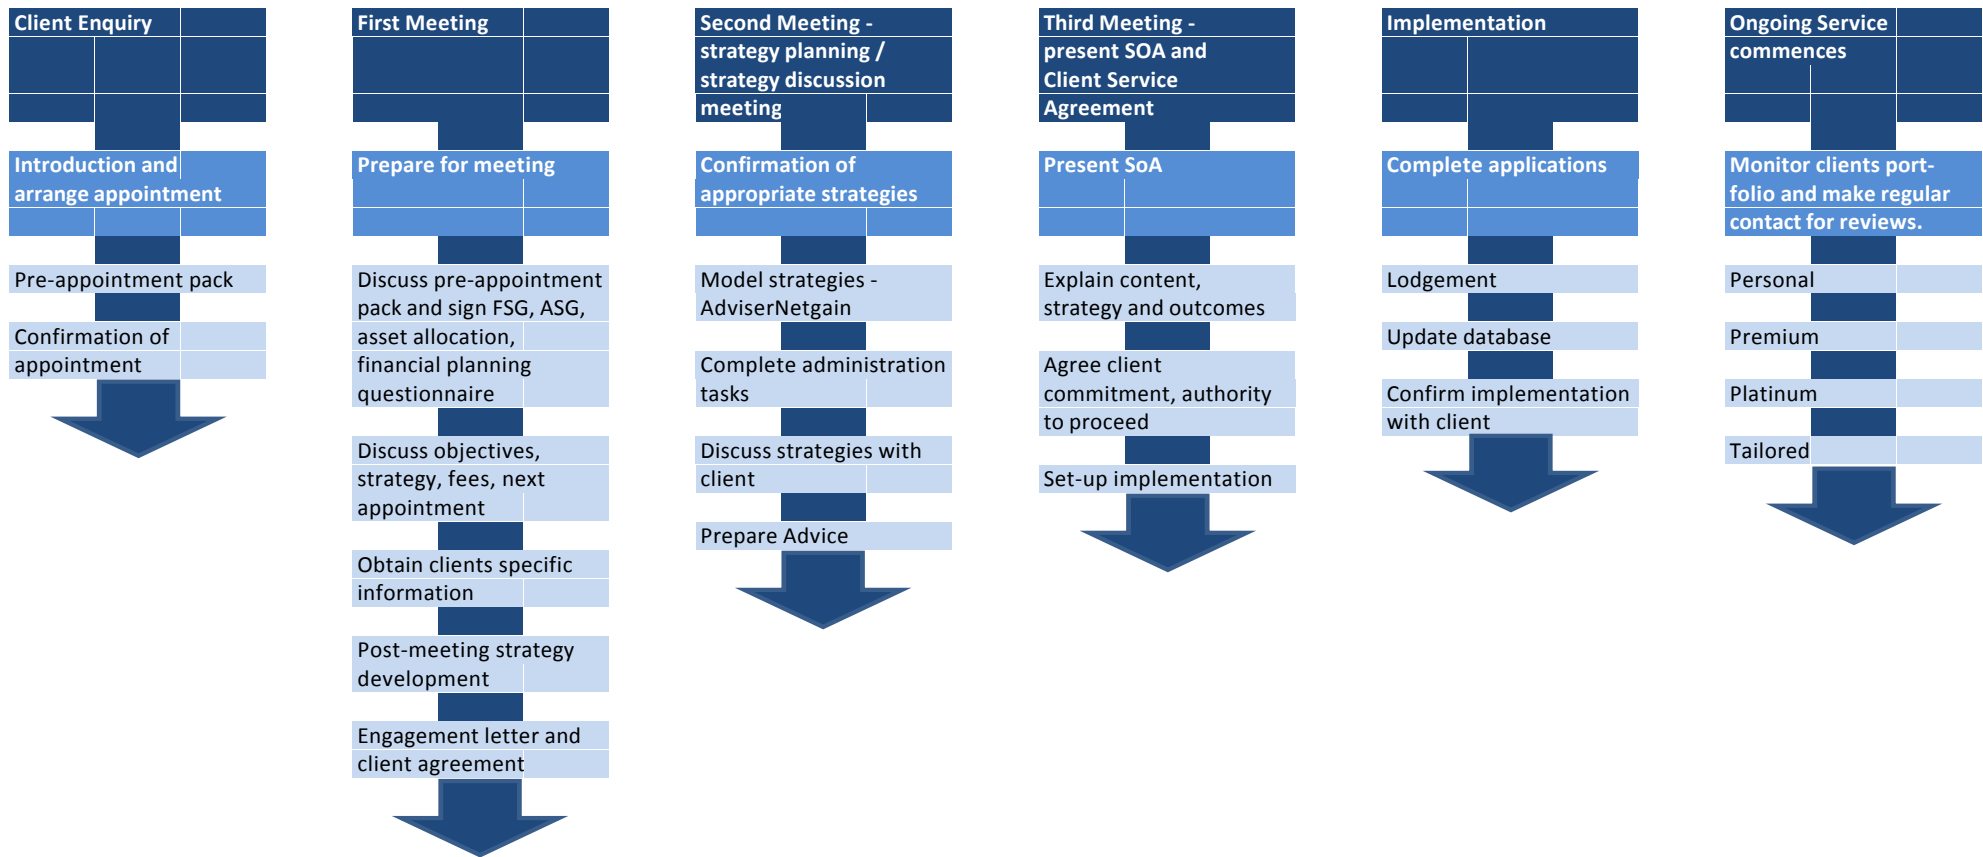 Client Enquiry
Introduction and
arrange appointment
Pre-appointment pack
Confirmation of
appointment
First Meeting
Prepare for meeting
Discuss pre-appointment
pack and sign FSG, ASG,
asset allocation,
financial planning
questionnaire
Discuss objectives,
strategy, fees, next
appointment
Obtain clients specific
information
Post-meeting strategy
development
Engagement letter and
client agreement
Second Meeting -
strategy planning /
strategy discussion
meeting
Confirmation of
appropriate strategies
Model strategies -
AdviserNetgain
Complete administration
tasks
Discuss strategies with
client
Prepare Advice
Third Meeting -
present SOA and
Client Service
Agreement
Present SoA
Explain content,
strategy and outcomes
Agree client
commitment, authority
to proceed
Set-up implementation
Implementation
Complete applications
Lodgement
Update database
Confirm implementation
with client
Ongoing Service
commences
Monitor clients port-
folio and make regular
contact for reviews.
Personal
Premium
Platinum
Tailored